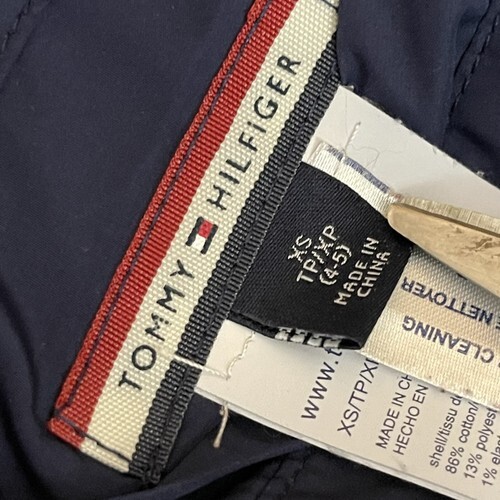 TOMMY HILFIGER
XS
TP/XP
(4-5)
MADE IN
CHINA
CLEANING
NETTOYER
www.t
XS/TP/X
MADE IN C
HECHO EN
shell/tissu
86% cotton/
13% polyes
1% ela